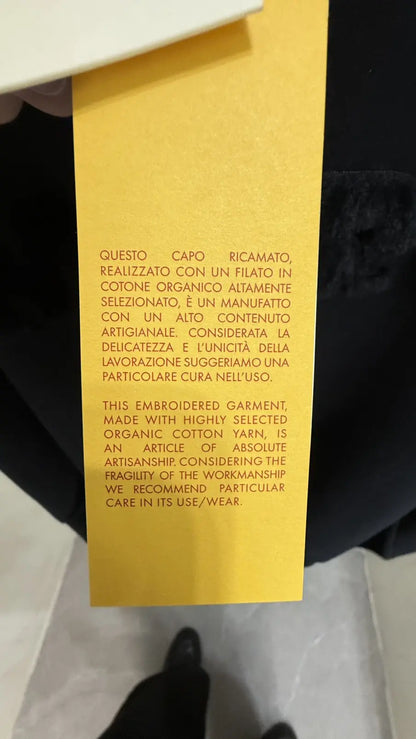 QUESTO CAPO RICAMATO,
REALIZZATO CON UN FILATO IN
COTONE ORGANICO ALTAMENTE
SELEZIONATO, È UN MANUFATTO
CON UN ALTO CONTENUTO
ARTIGIANALE. CONSIDERATA LA
DELICATEZZA E L'UNICITÀ DELLA
LAVORAZIONE SUGGERIAMO UNA
PARTICOLARE CURA NELL'USO.
THIS EMBROIDERED GARMENT,
MADE WITH HIGHLY SELECTED
ORGANIC COTTON YARN, IS
AN ARTICLE OF ABSOLUTE
ARTISANSHIP. CONSIDERING THE
FRAGILITY OF THE WORKMANSHIP
WE RECOMMEND PARTICULAR
CARE IN ITS USE/WEAR.